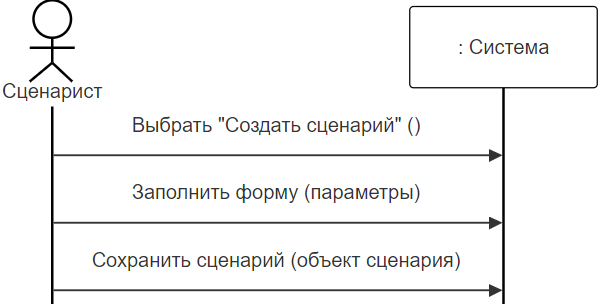 : Система
Сценарист
Выбрать "Создать сценарий" ()
Заполнить форму (параметры)
Сохранить сценарий (объект сценария)